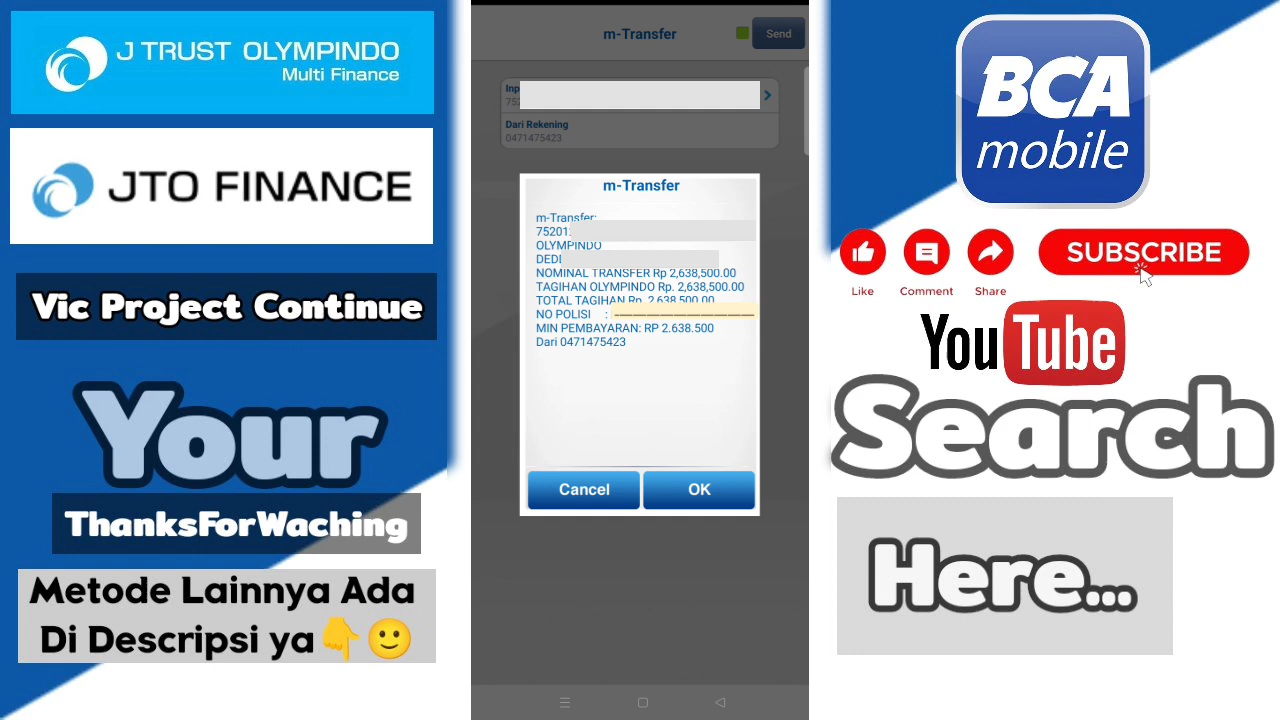 J TRUST OLYMPINDO
Multi Finance
JTO FINANCE
Vic Project Continue
Your
ThanksForWaching
Metode Lainnya Ada
Di Descripsi ya👇🙂
m-Transfer
Send
Dari Rekening
0471475423
m-Transfer
m-Transfer:
75201
OLYMPINDO
DEDI
NOMINAL TRANSFER Rp 2,638,500.00
TAGIHAN OLYMPINDO Rp. 2,638,500.00
TOTAL TAGIHAN Rp. 2,638,500.00
NO POLISI :
MIN PEMBAYARAN: RP 2.638.500
Dari 0471475423
Cancel
OK
BCA
mobile
SUBSCRIBE
Like
Comment
Share
YouTube
Search
Here...